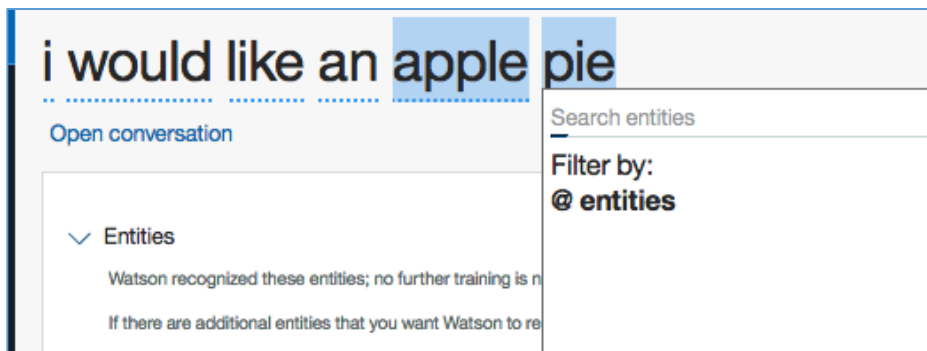 i would like an apple pie
Open conversation
Search entities
Filter by:
@ entities
Entities
Watson recognized these entities; no further training is n
If there are additional entities that you want Watson to re